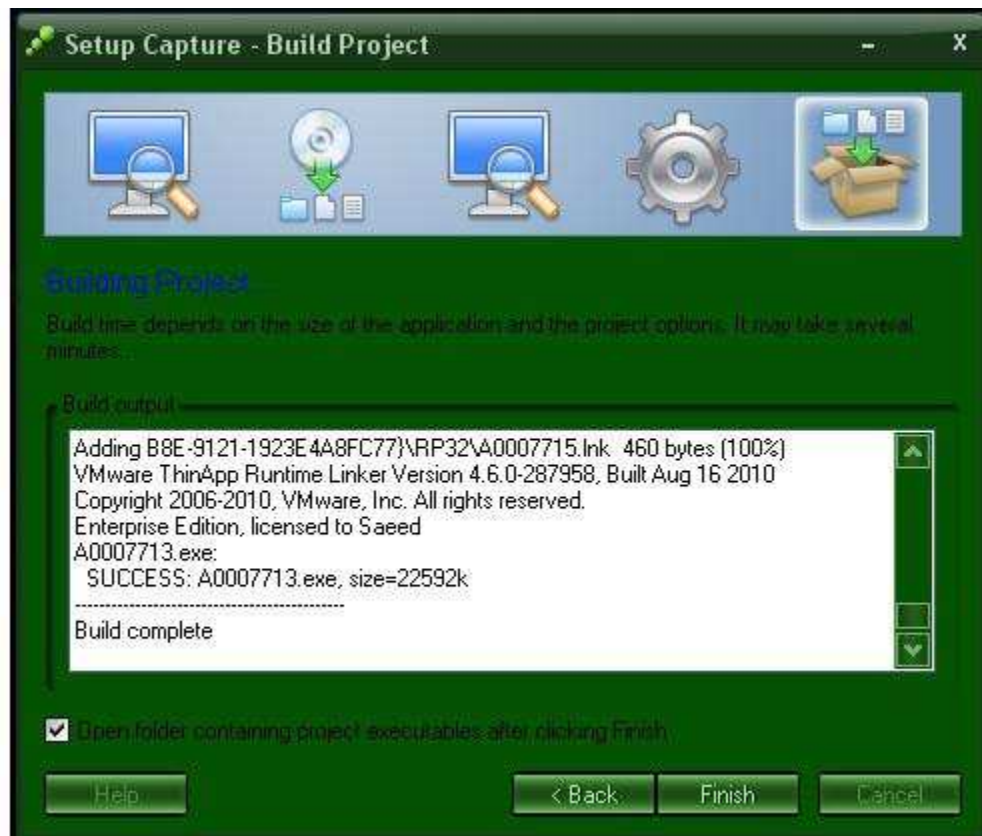 Setup Capture - Build Project
Building Project...
Build time depends on the size of the application and the project options. It may take several
minutes...
Build output
Adding B8E-9121-1923E4A8FC77}\RP32\A0007715.lnk  460 bytes (100%)
VMware ThinApp Runtime Linker Version 4.6.0-287958, Built Aug 16 2010
Copyright 2006-2010, VMware, Inc. All rights reserved.
Enterprise Edition, licensed to Saeed
A0007713.exe:
SUCCESS: A0007713.exe, size=22592k
----------------------------------------------
Build complete
Open folder containing project executables after clicking Finish
Help
< Back
Finish
Cancel